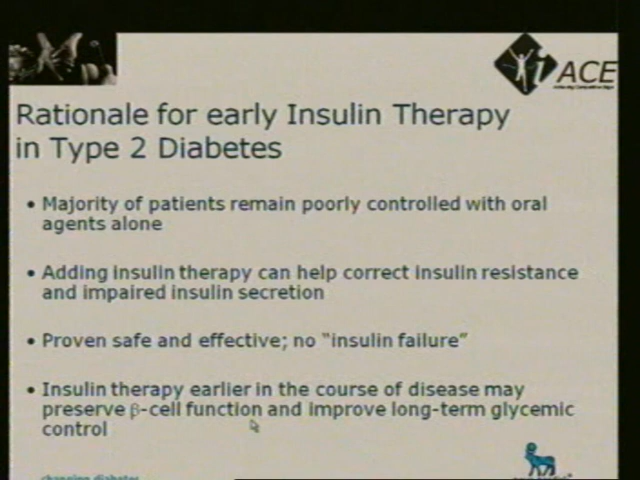 ACE
Rationale for early Insulin Therapy
in Type 2 Diabetes
• Majority of patients remain poorly controlled with oral
agents alone
• Adding insulin therapy can help correct insulin resistance
and impaired insulin secretion
• Proven safe and effective; no "insulin failure"
• Insulin therapy earlier in the course of disease may
preserve β-cell function and improve long-term glycemic
control
changing diabetes